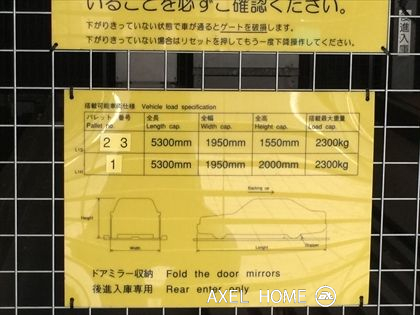 いることを必ずご確認ください。
下がりきっていない状態で車が通るとゲートを破損します。
下がりきっていない場合はリセットを押してもう一度下降操作してください。
進入
搭載可能車両仕様 Vehicle load specification
パレット番号 全長 全幅 全高 搭載最大重量
Pallet no. Length cap. Width cap. Height cap. Load cap.
2 3 5300mm 1950mm 1550mm 2300kg
1 5300mm 1950mm 2000mm 2300kg
Backing up
Height
Width
Lenght
Stopper
ドアミラー収納 Fold the door mirrors
後進入庫専用 Rear enter only
AXEL HOME